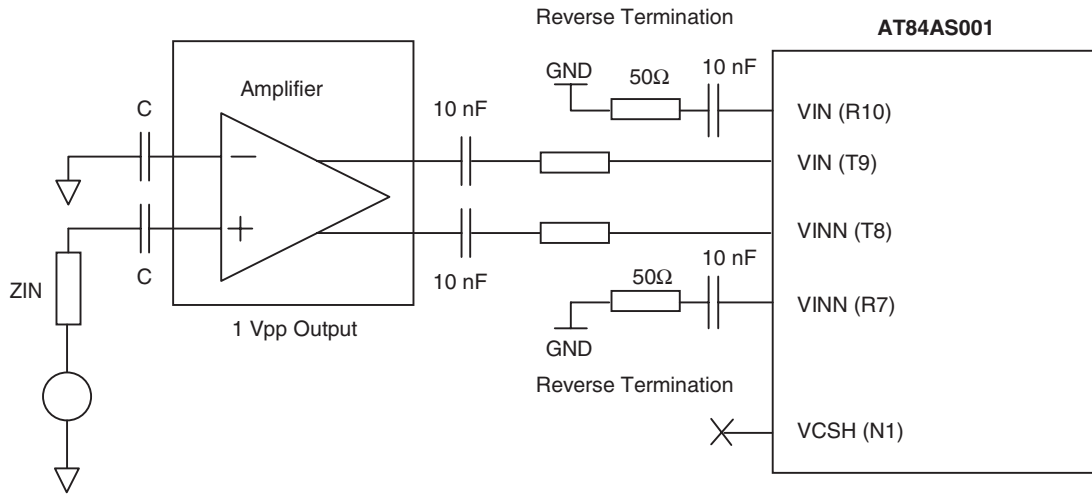 Reverse Termination
AT84AS001
GND
50Ω
10 nF
VIN (R10)
Amplifier
C
10 nF
VIN (T9)
−
+
VINN (T8)
C
10 nF
50Ω
10 nF
ZIN
VINN (R7)
1 Vpp Output
GND
Reverse Termination
VCSH (N1)